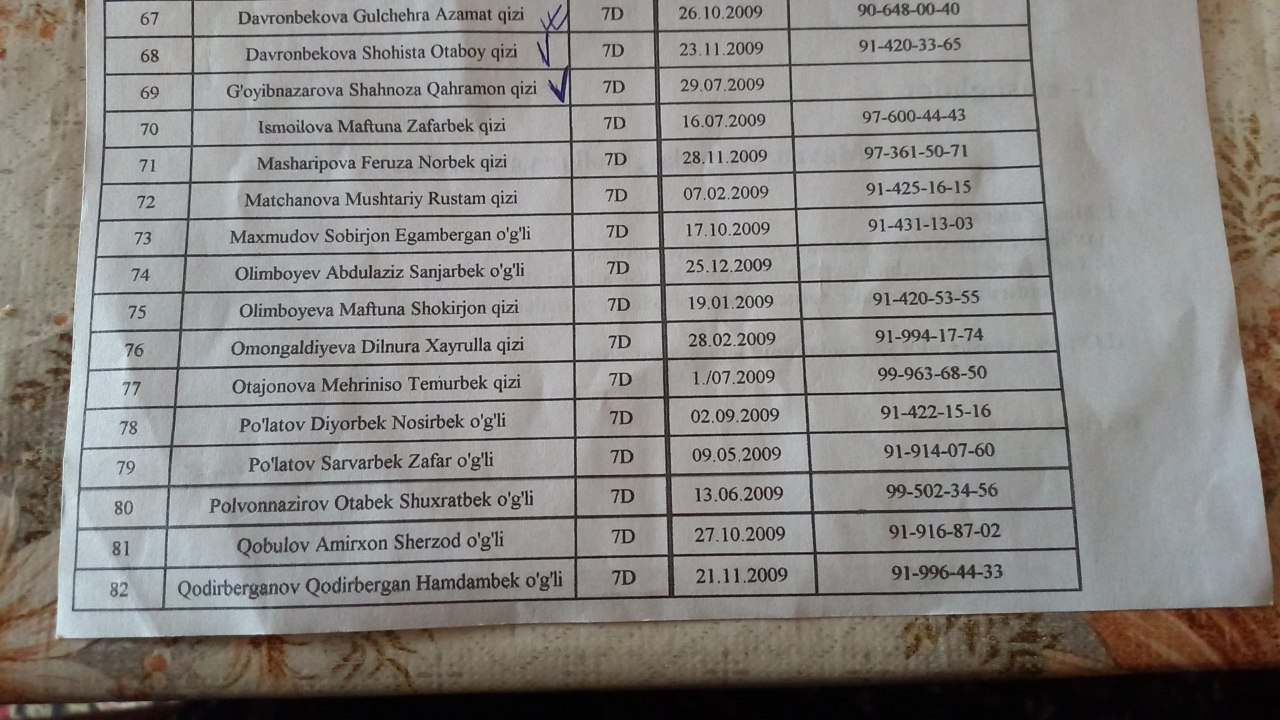 67 Davronbekova Gulchehra Azamat qizi 7D 26.10.2009 90-648-00-40
68 Davronbekova Shohista Otaboy qizi 7D 23.11.2009 91-420-33-65
69 G'oyibnazarova Shahnoza Qahramon qizi 7D 29.07.2009
70 Ismoilova Maftuna Zafarbek qizi 7D 16.07.2009 97-600-44-43
71 Masharipova Feruza Norbek qizi 7D 28.11.2009 97-361-50-71
72 Matchanova Mushtariy Rustam qizi 7D 07.02.2009 91-425-16-15
73 Maxmudov Sobirjon Egambergan o'g'li 7D 17.10.2009 91-431-13-03
74 Olimboyev Abdulaziz Sanjarbek o'g'li 7D 25.12.2009
75 Olimboyeva Maftuna Shokirjon qizi 7D 19.01.2009 91-420-53-55
76 Omongaldiyeva Dilnura Xayrulla qizi 7D 28.02.2009 91-994-17-74
77 Otajonova Mehriniso Temurbek qizi 7D 1./07.2009 99-963-68-50
78 Po'latov Diyorbek Nosirbek o'g'li 7D 02.09.2009 91-422-15-16
79 Po'latov Sarvarbek Zafar o'g'li 7D 09.05.2009 91-914-07-60
80 Polvonnazirov Otabek Shuxratbek o'g'li 7D 13.06.2009 99-502-34-56
81 Qobulov Amirxon Sherzod o'g'li 7D 27.10.2009 91-916-87-02
82 Qodirberganov Qodirbergan Hamdambek o'g'li 7D 21.11.2009 91-996-44-33